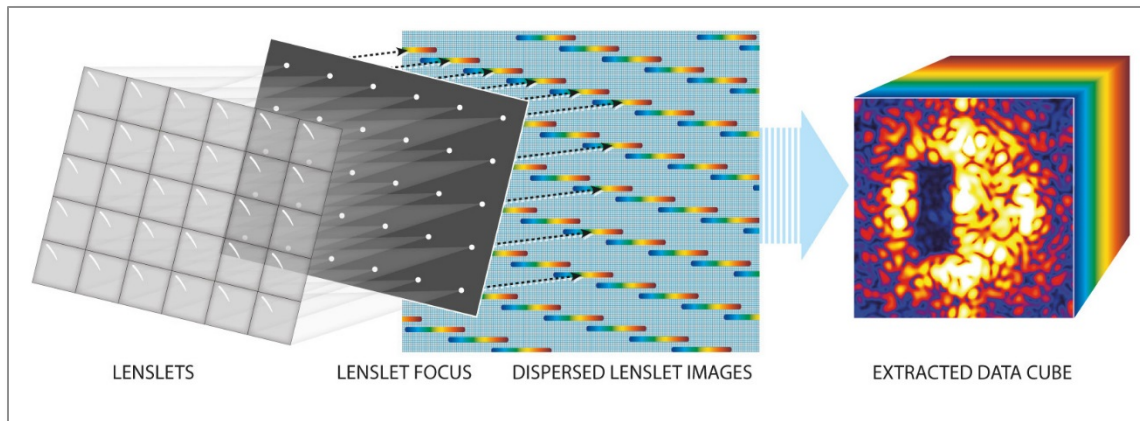 LENSLETS
LENSLET FOCUS
DISPERSED LENSLET IMAGES
EXTRACTED DATA CUBE